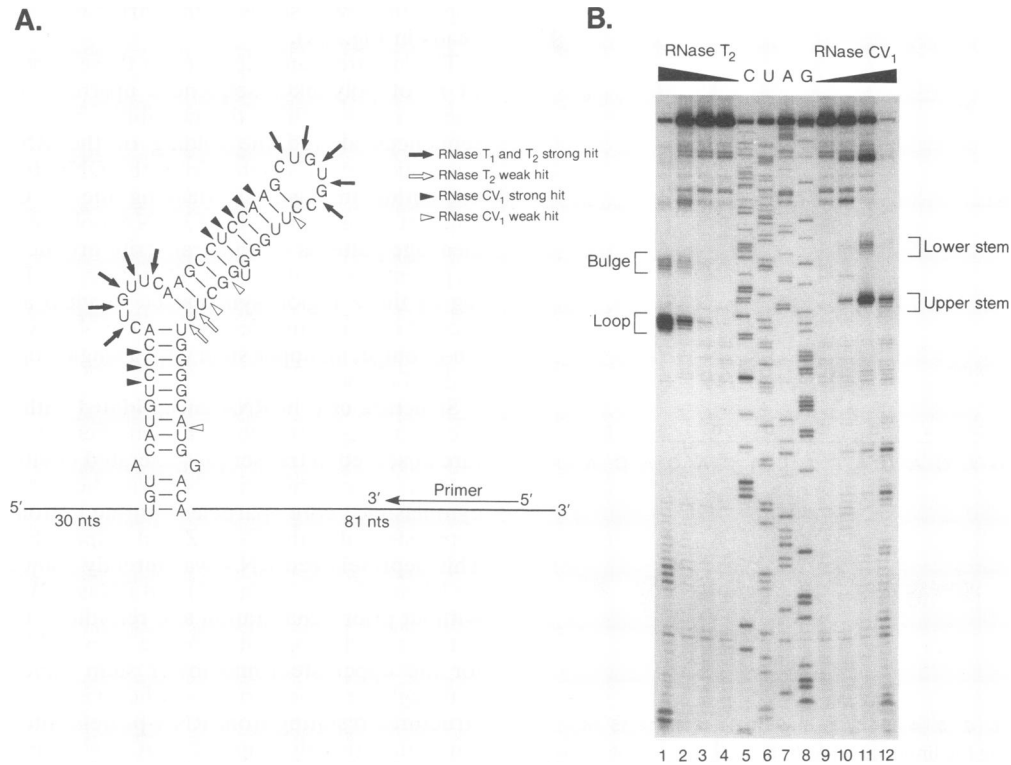 A.
B.
RNase T2
C U A G
RNase CV1
RNase T1 and T2 strong hit
RNase T2 weak hit
RNase CV1 strong hit
RNase CV1 weak hit
UGUACAUGUCCCACUGUUCAAGCCUCCAAGCUGUGCCUUGGGUGGCUUUGGGGCAUGGACA
5′
30 nts
3′
Primer
5′
81 nts
3′
Bulge
Loop
Lower stem
Upper stem
1 2 3 4 5 6 7 8 9 10 11 12